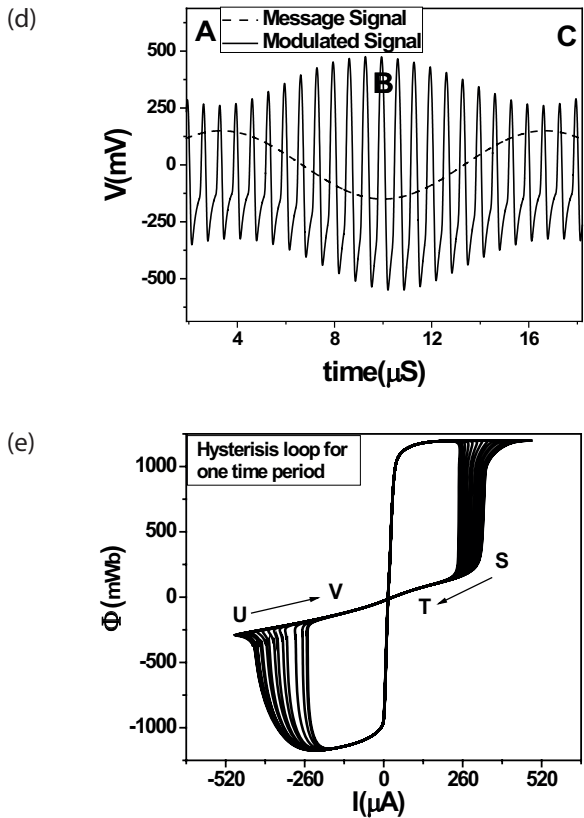 (d)
A
Message Signal
Modulated Signal
C
B
500
250
0
-250
-500
V(mV)
4
8
12
16
time(μS)
(e)
Hysterisis loop for
one time period
1000
500
0
-500
-1000
Φ(mWb)
S
V
U
T
-520
-260
0
260
520
I(μA)